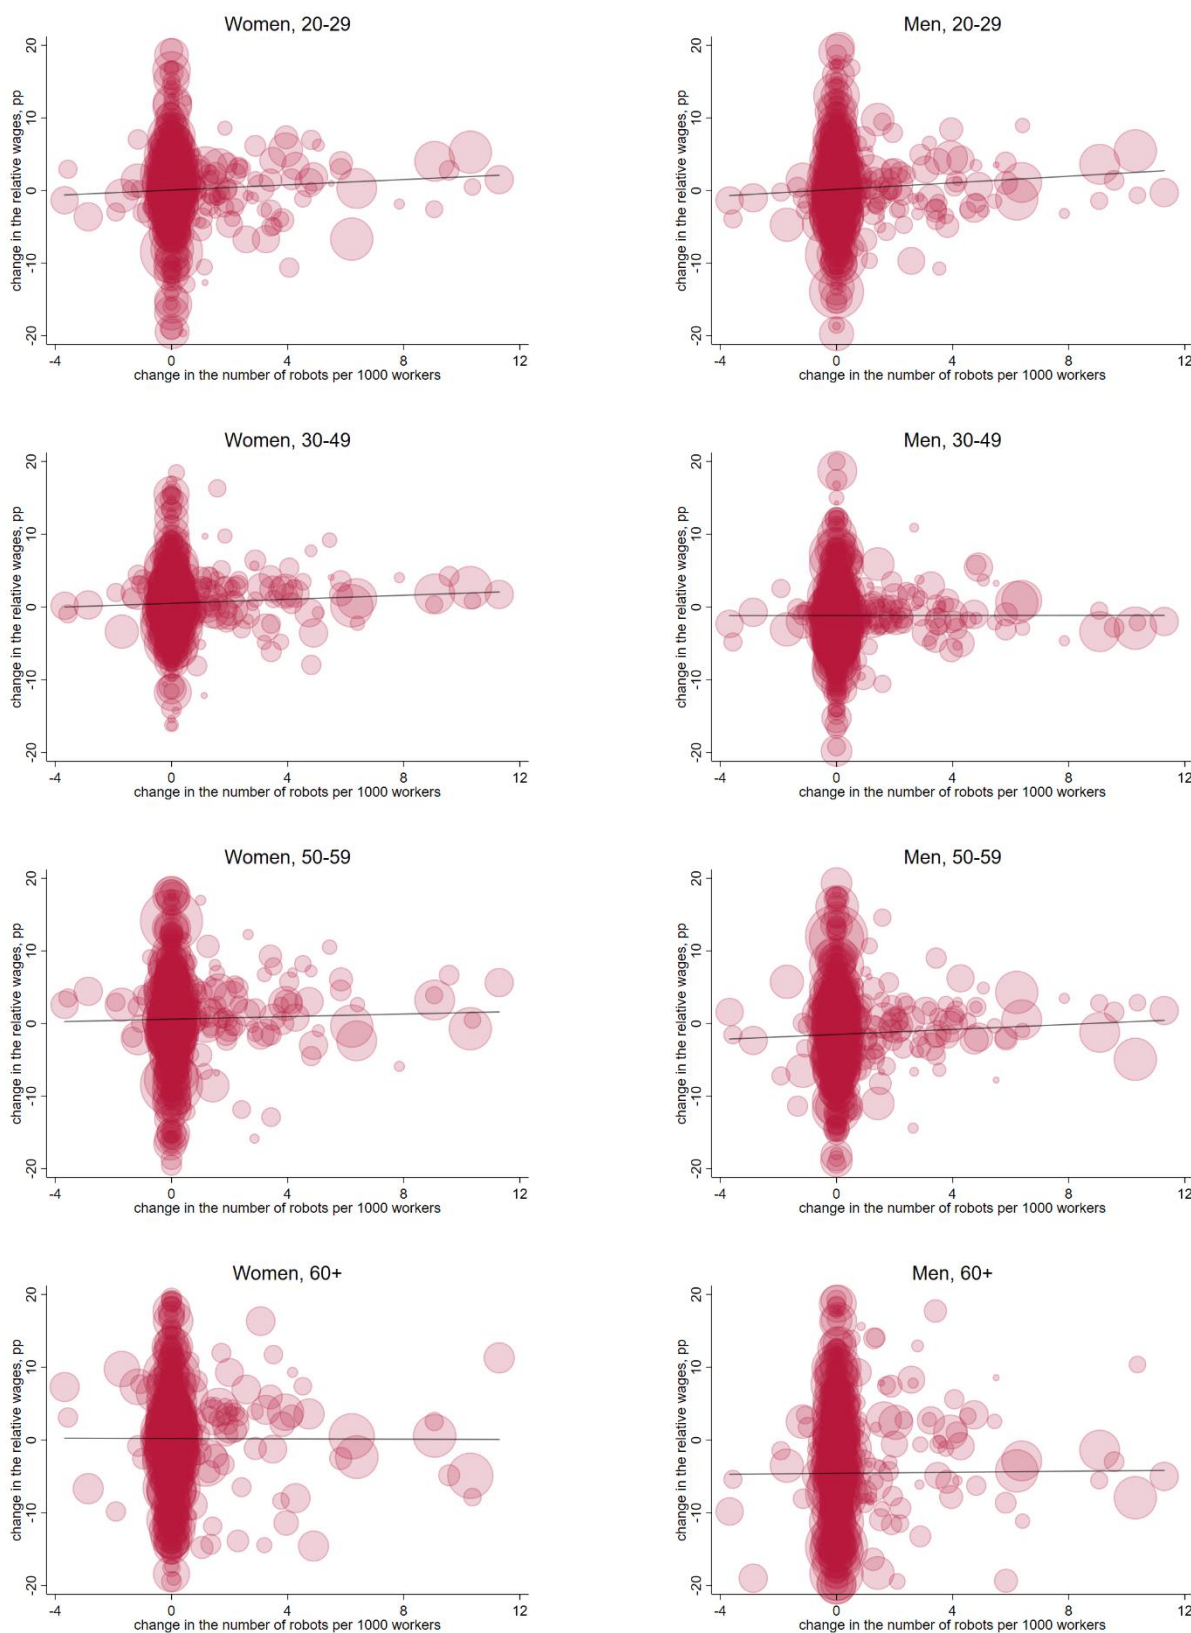 Women, 20-29
change in the relative wages, pp
20
10
0
-10
-20
-4 0 4 8 12
change in the number of robots per 1000 workers
Men, 20-29
change in the relative wages, pp
20
10
0
-10
-20
-4 0 4 8 12
change in the number of robots per 1000 workers
Women, 30-49
change in the relative wages, pp
20
10
0
-10
-20
-4 0 4 8 12
change in the number of robots per 1000 workers
Men, 30-49
change in the relative wages, pp
20
10
0
-10
-20
-4 0 4 8 12
change in the number of robots per 1000 workers
Women, 50-59
change in the relative wages, pp
20
10
0
-10
-20
-4 0 4 8 12
change in the number of robots per 1000 workers
Men, 50-59
change in the relative wages, pp
20
10
0
-10
-20
-4 0 4 8 12
change in the number of robots per 1000 workers
Women, 60+
change in the relative wages, pp
20
10
0
-10
-20
-4 0 4 8 12
change in the number of robots per 1000 workers
Men, 60+
change in the relative wages, pp
20
10
0
-10
-20
-4 0 4 8 12
change in the number of robots per 1000 workers